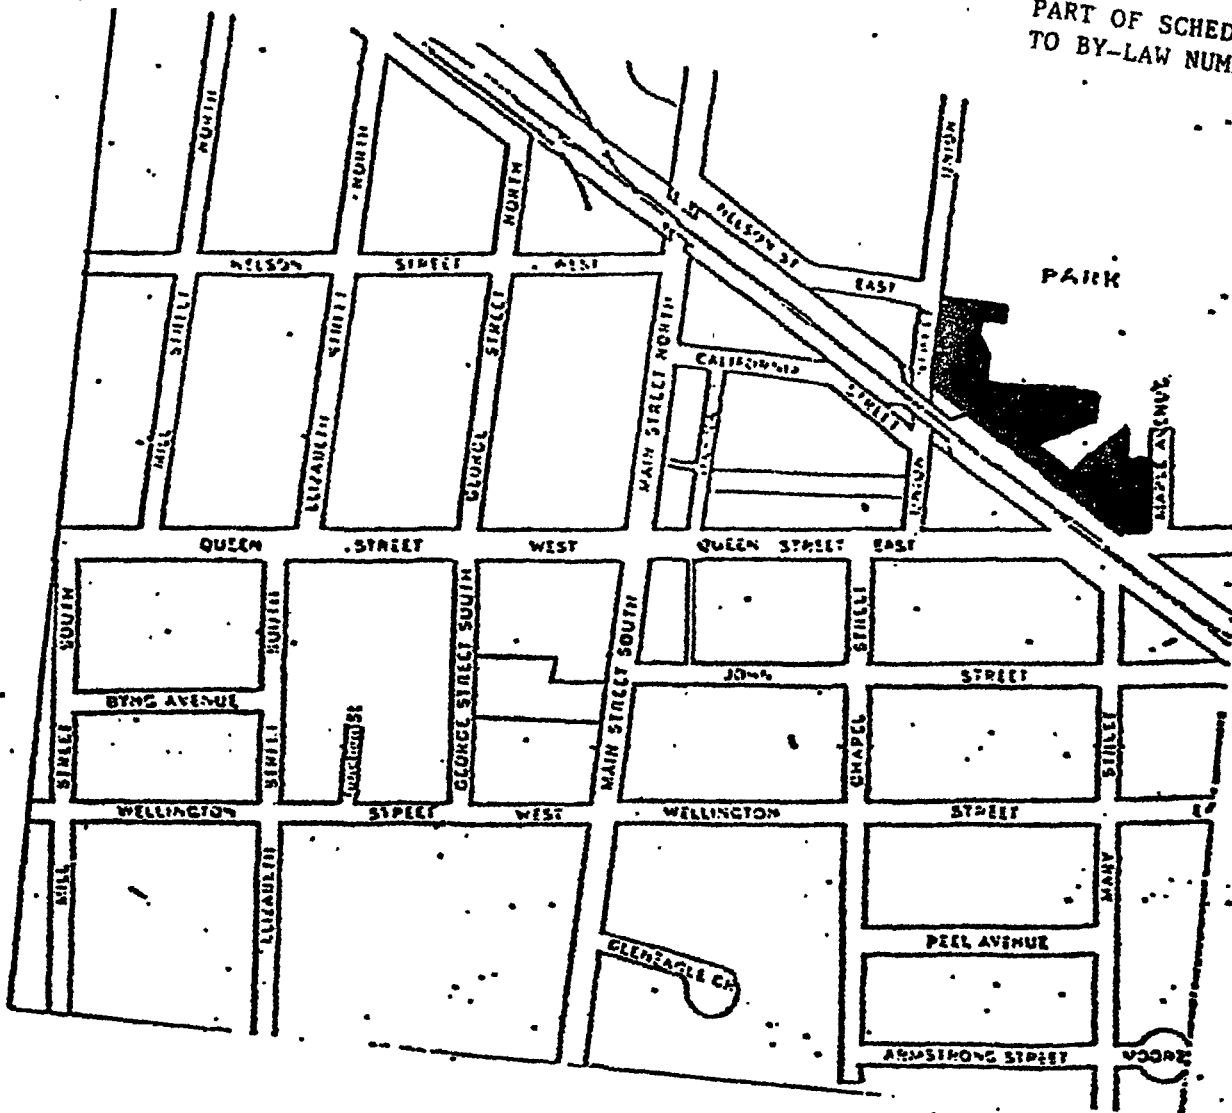 PART OF SCHED
TO BY-LAW NUM
NORTH
NORTH
NORTH
UNION
NELSON ST
EAST
PARK
NELSON STREET WEST
STREET
STREET
STREET
STREET
MAIN STREET NORTH
CALIFORNIA
STREET
MAPLE AVENUE
MILL
ELIZABETH
GEORGE
UNION
QUEEN STREET WEST
QUEEN STREET EAST
SOUTH
SOUTH
GEORGE STREET SOUTH
MAIN STREET SOUTH
STREET
JOHN STREET
BYNG AVENUE
STREET
STREET
CHAPEL
STREET
WELLINGTON STREET WEST
WELLINGTON STREET
MILL
ELIZABETH
MARY
PEEL AVENUE
GLENEAGLE CR
ARMSTRONG STREET